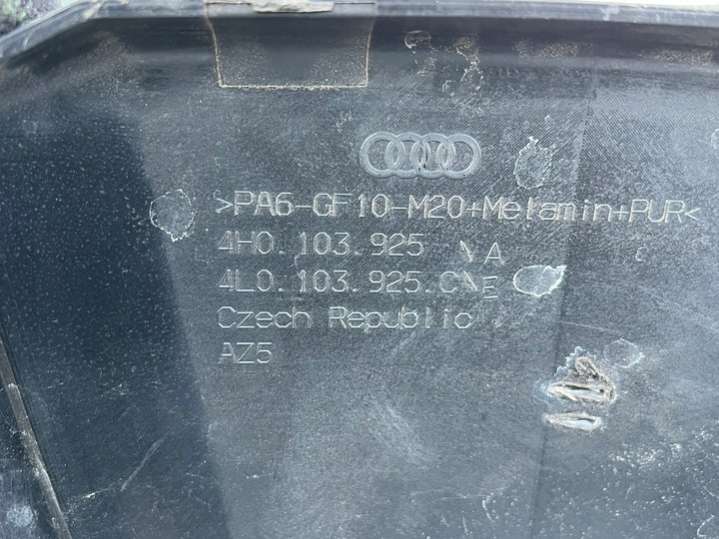 >PA6-GF10-M20+Melamin+PUR<
4H0.103.925 A
4L0.103.925.C E
Czech Republic
AZ5